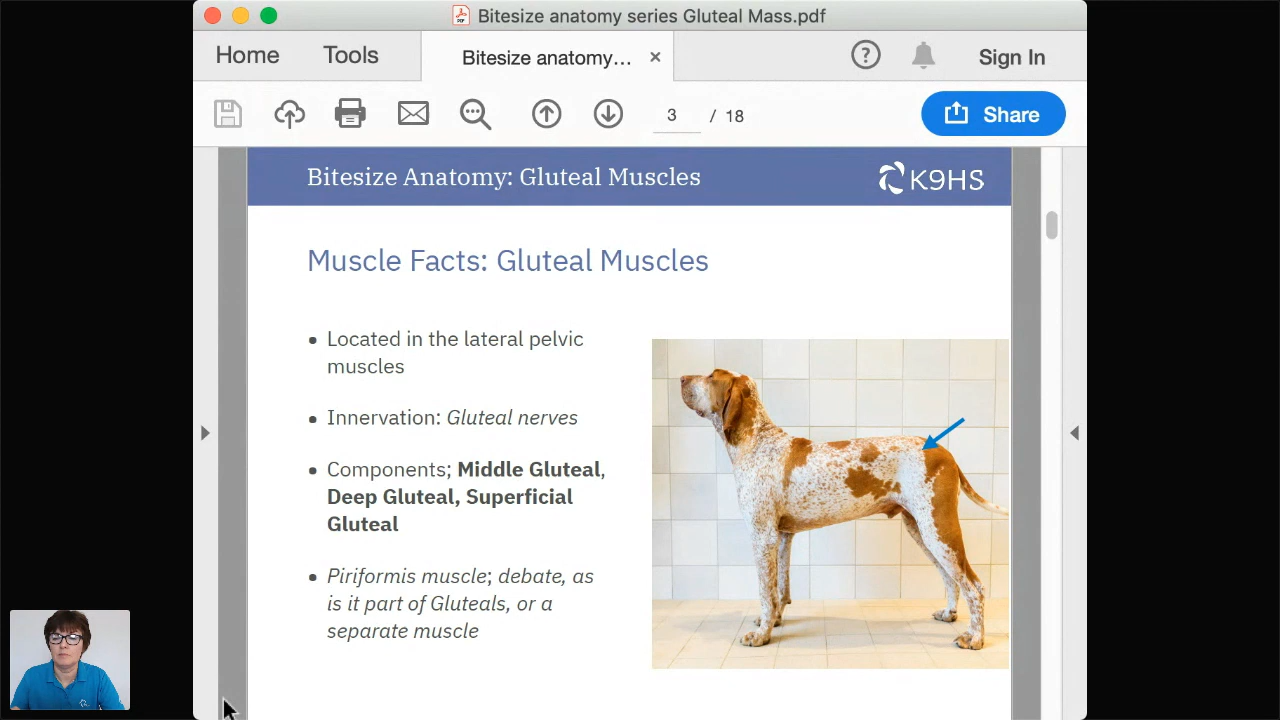 Bitesize anatomy series Gluteal Mass.pdf
Home Tools Bitesize anatomy... × ? Sign In
3 / 18 Share
Bitesize Anatomy: Gluteal Muscles K9HS
Muscle Facts: Gluteal Muscles
• Located in the lateral pelvic
muscles
• Innervation: Gluteal nerves
• Components; Middle Gluteal,
Deep Gluteal, Superficial
Gluteal
• Piriformis muscle; debate, as
is it part of Gluteals, or a
separate muscle